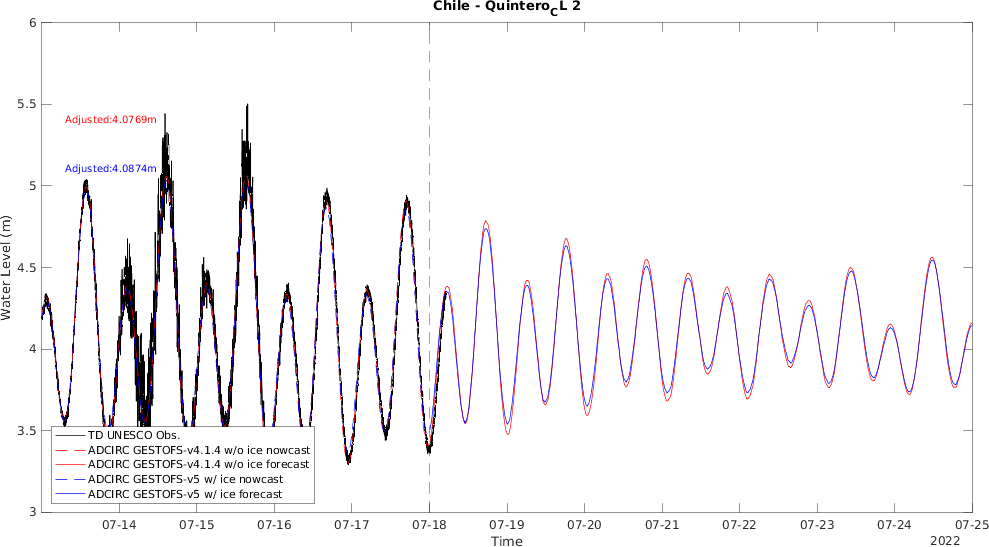 Chile - Quintero_CL 2
6
5.5
5
4.5
4
3.5
3
Water Level (m)
Adjusted:4.0769m
Adjusted:4.0874m
TD UNESCO Obs.
ADCIRC GESTOFS-v4.1.4 w/o ice nowcast
ADCIRC GESTOFS-v4.1.4 w/o ice forecast
ADCIRC GESTOFS-v5 w/ ice nowcast
ADCIRC GESTOFS-v5 w/ ice forecast
07-14 07-15 07-16 07-17 07-18 07-19 07-20 07-21 07-22 07-23 07-24 07-25
Time
2022